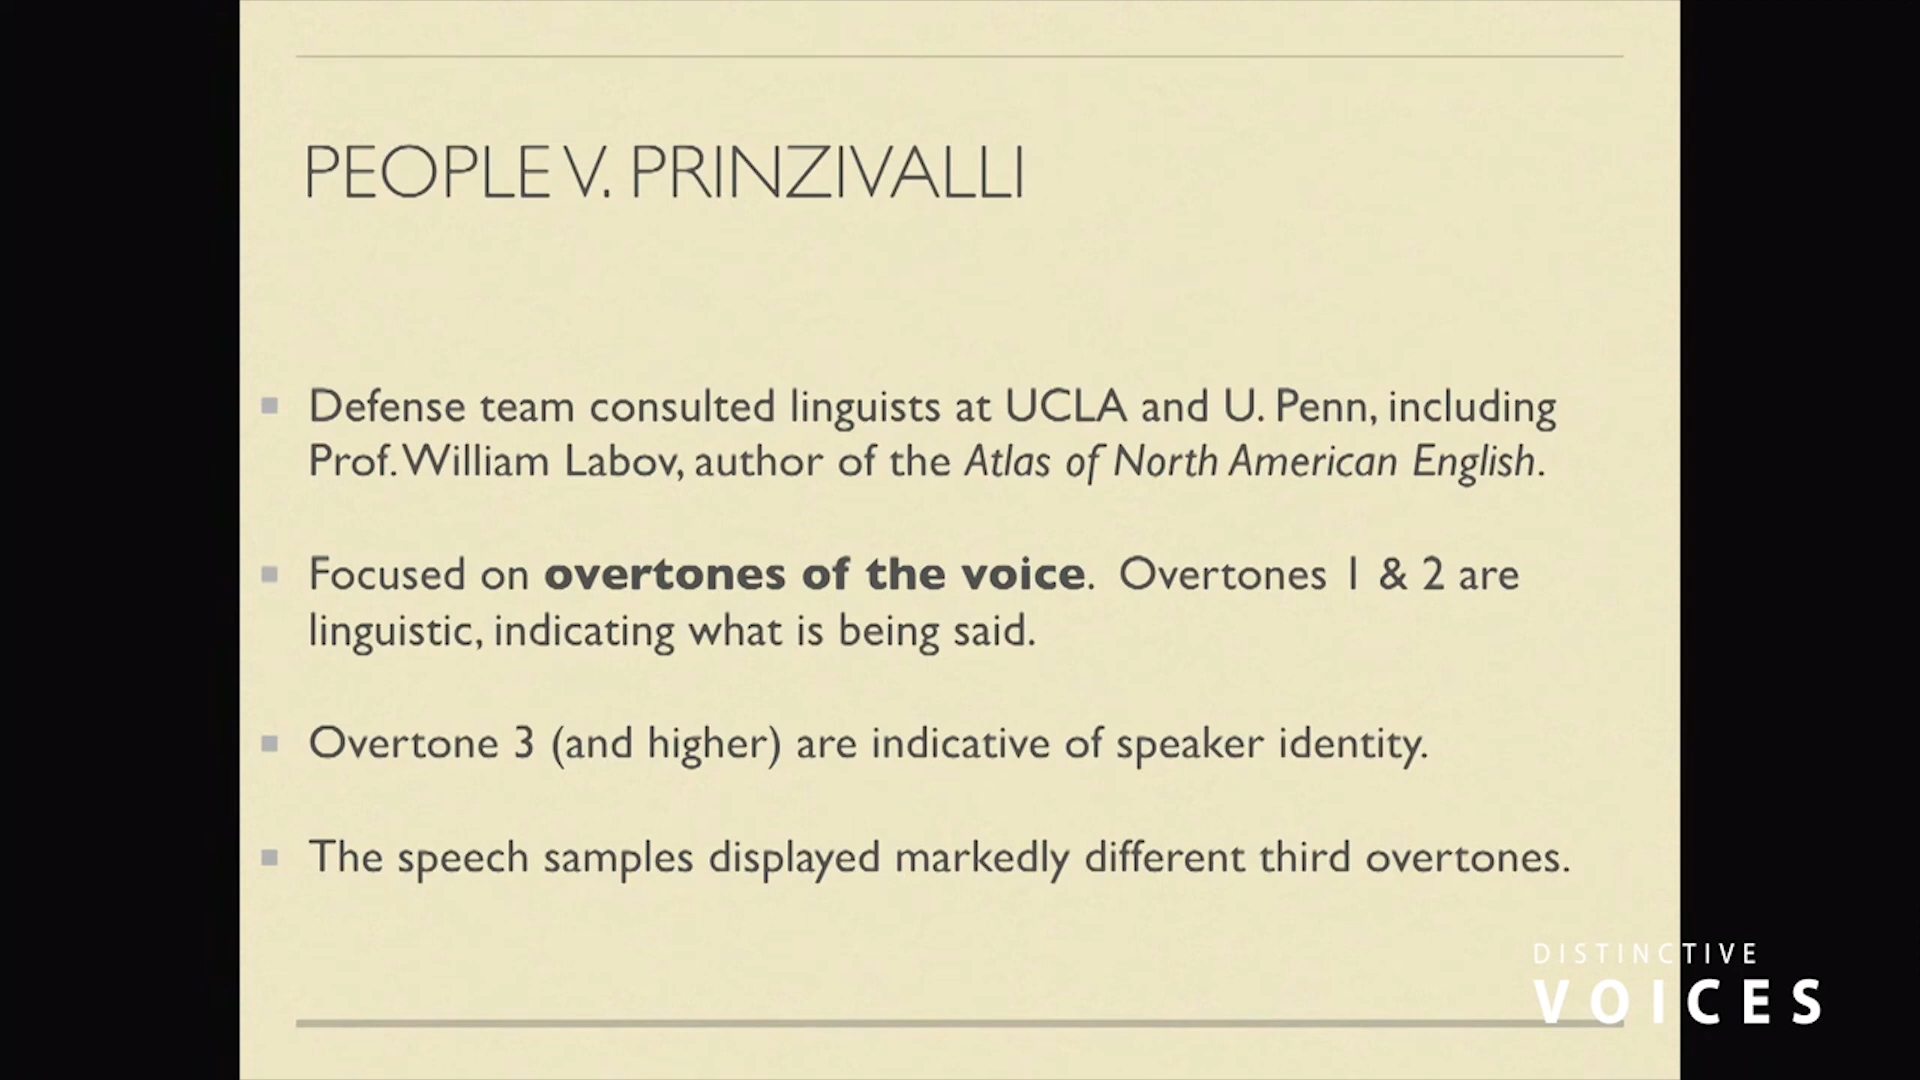 PEOPLE V. PRINZIVALLI
Defense team consulted linguists at UCLA and U. Penn, including
Prof. William Labov, author of the Atlas of North American English.
Focused on overtones of the voice. Overtones 1 & 2 are
linguistic, indicating what is being said.
Overtone 3 (and higher) are indicative of speaker identity.
The speech samples displayed markedly different third overtones.
DISTINCTIVE
VOICES